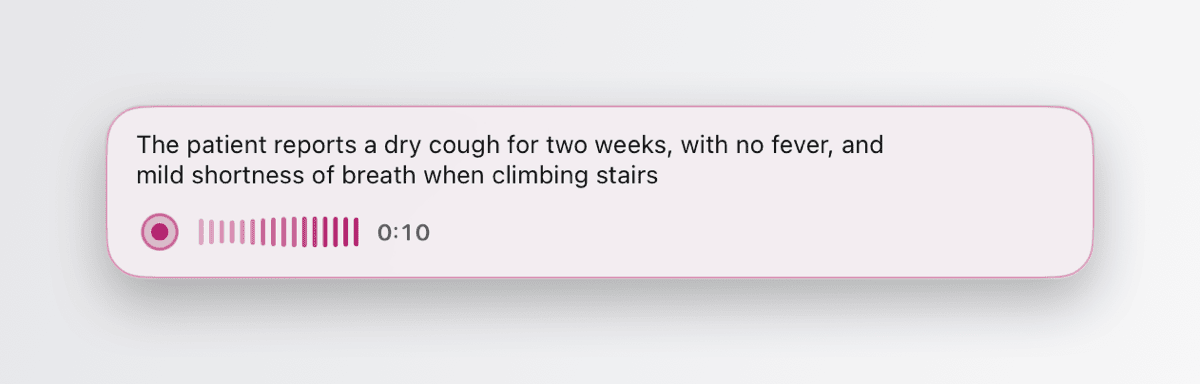 The patient reports a dry cough for two weeks, with no fever, and
mild shortness of breath when climbing stairs
0:10